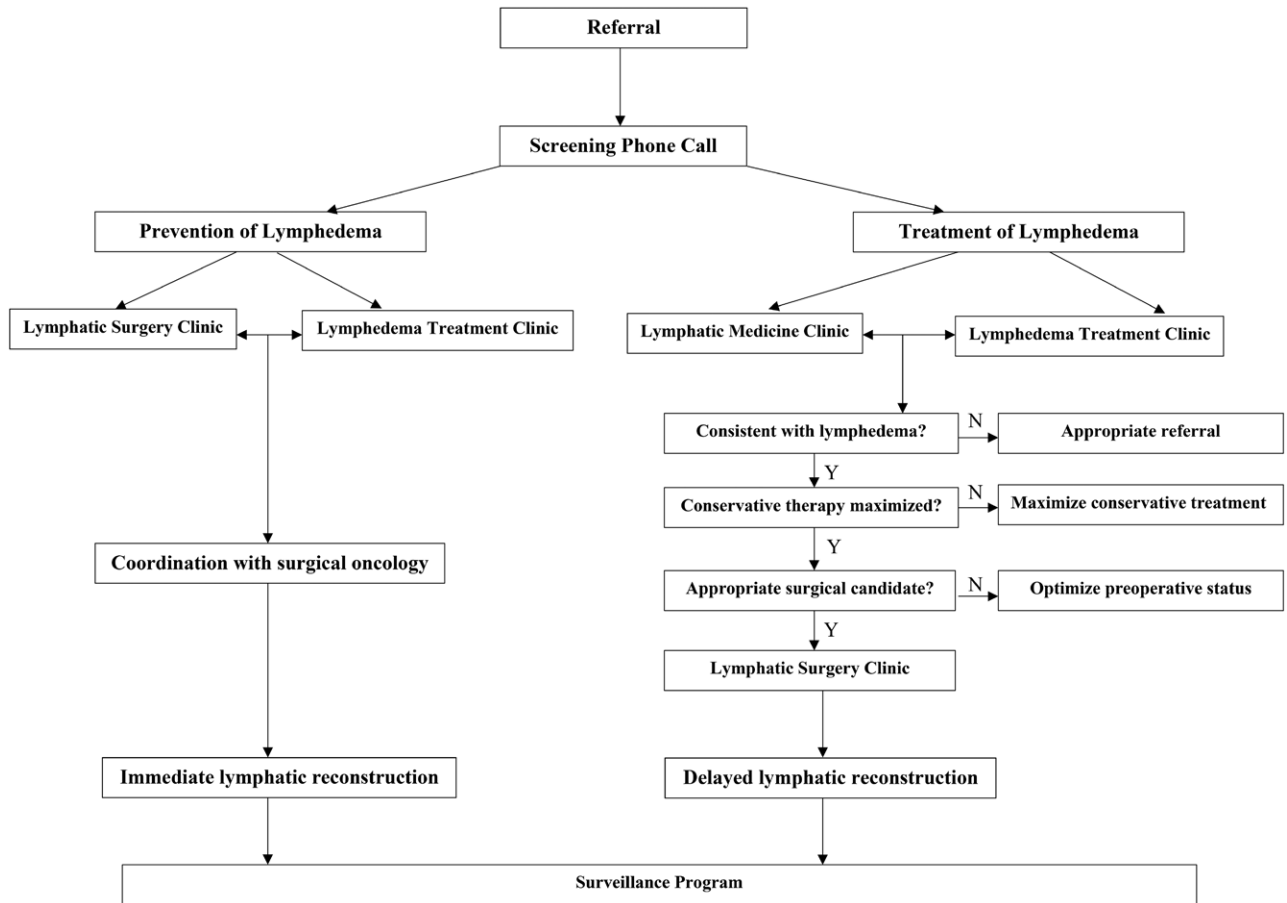 Referral
Screening Phone Call
Prevention of Lymphedema
Treatment of Lymphedema
Lymphatic Surgery Clinic
Lymphedema Treatment Clinic
Lymphatic Medicine Clinic
Lymphedema Treatment Clinic
Consistent with lymphedema?
N
Appropriate referral
Y
Conservative therapy maximized?
N
Maximize conservative treatment
Y
Coordination with surgical oncology
Appropriate surgical candidate?
N
Optimize preoperative status
Y
Lymphatic Surgery Clinic
Immediate lymphatic reconstruction
Delayed lymphatic reconstruction
Surveillance Program